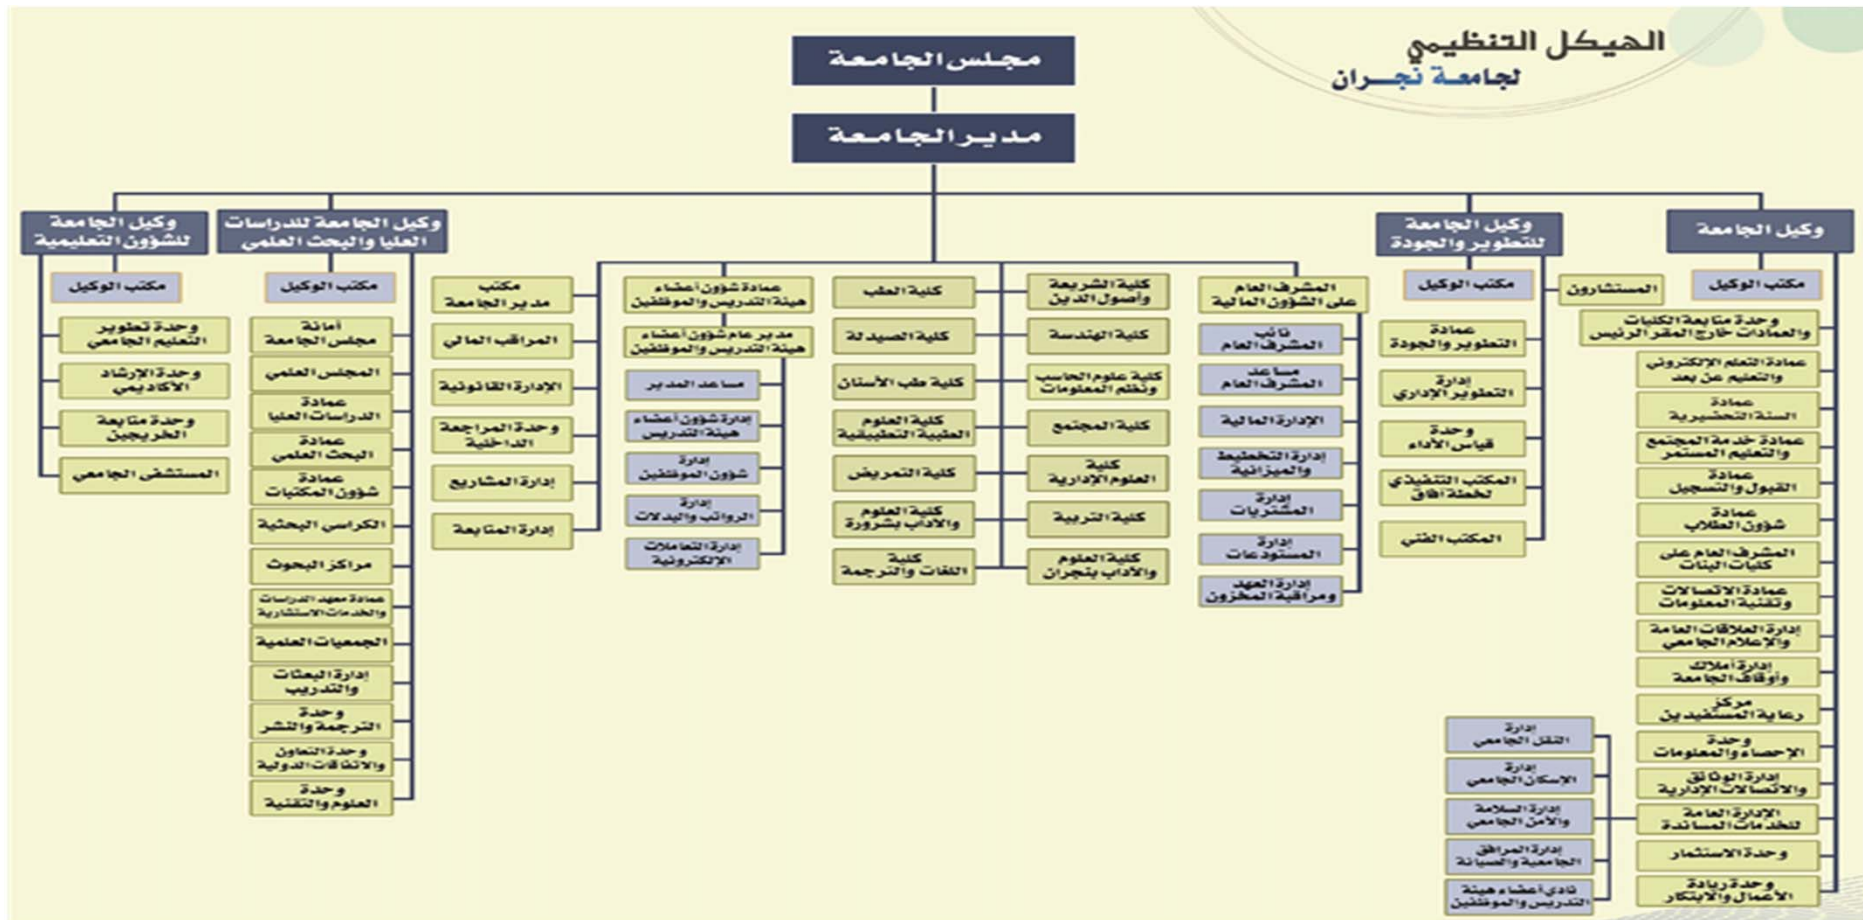 الهيكل التنظيمي
لجامعة نجران
مجلس الجامعة
مدير الجامعة
وكيل الجامعة
مكتب الوكيل
وحدة متابعة الكليات
والعمادات خارج المقر الرئيس
عمادة التعلم الإلكتروني
والتعليم عن بعد
عمادة
السنة التحضيرية
عمادة خدمة المجتمع
والتعليم المستمر
عمادة
القبول والتسجيل
عمادة
شؤون الطلاب
المشرف العام على
كليات البنات
عمادة الاتصالات
وتقنية المعلومات
إدارة العلاقات العامة
والإعلام الجامعي
إدارة أملاك
وأوقاف الجامعة
مركز
رعاية المستفيدين
وحدة
الإحصاء والمعلومات
إدارة الوثائق
والاتصالات الإدارية
الإدارة العامة
للخدمات المساندة
وحدة الاستثمار
وحدة ريادة
الأعمال والابتكار
إدارة
النقل الجامعي
إدارة
الإسكان الجامعي
إدارة السلامة
والأمن الجامعي
إدارة المرافق
الجامعية والصيانة
نادي أعضاء هيئة
التدريس والموظفين
وكيل الجامعة
للتطوير والجودة
مكتب الوكيل
المستشارون
عمادة
التطوير والجودة
إدارة
التطوير الإداري
وحدة
قياس الأداء
المكتب التنفيذي
لخطة آفاق
المكتب الفني
المشرف العام
على الشؤون المالية
نائب
المشرف العام
مساعد
المشرف العام
الإدارة المالية
إدارة التخطيط
والميزانية
إدارة
المشتريات
إدارة
المستودعات
إدارة العهد
ومراقبة المخزون
كلية الشريعة
وأصول الدين
كلية الهندسة
كلية علوم الحاسب
ونظم المعلومات
كلية المجتمع
كلية
العلوم الإدارية
كلية التربية
كلية العلوم
والآداب بنجران
كلية الطب
كلية الصيدلة
كلية طب الأسنان
كلية العلوم
الطبية التطبيقية
كلية التمريض
كلية العلوم
والآداب بشرورة
كلية
اللغات والترجمة
عمادة شؤون أعضاء
هيئة التدريس والموظفين
مدير عام شؤون أعضاء
هيئة التدريس والموظفين
مساعد المدير
إدارة شؤون أعضاء
هيئة التدريس
إدارة
شؤون الموظفين
إدارة
الرواتب والبدلات
إدارة التعاملات
الإلكترونية
مكتب
مدير الجامعة
المراقب المالي
الإدارة القانونية
وحدة المراجعة
الداخلية
إدارة المشاريع
إدارة المتابعة
وكيل الجامعة للدراسات
العليا والبحث العلمي
مكتب الوكيل
أمانة
مجلس الجامعة
المجلس العلمي
عمادة
الدراسات العليا
عمادة
البحث العلمي
عمادة
شؤون المكتبات
الكراسي البحثية
مراكز البحوث
عمادة معهد الدراسات
والخدمات الاستشارية
الجمعيات العلمية
إدارة البعثات
والتدريب
وحدة
الترجمة والنشر
وحدة التعاون
والاتفاقات الدولية
وحدة
العلوم والتقنية
وكيل الجامعة
للشؤون التعليمية
مكتب الوكيل
وحدة تطوير
التعليم الجامعي
وحدة الإرشاد
الأكاديمي
وحدة متابعة
الخريجين
المستشفى الجامعي